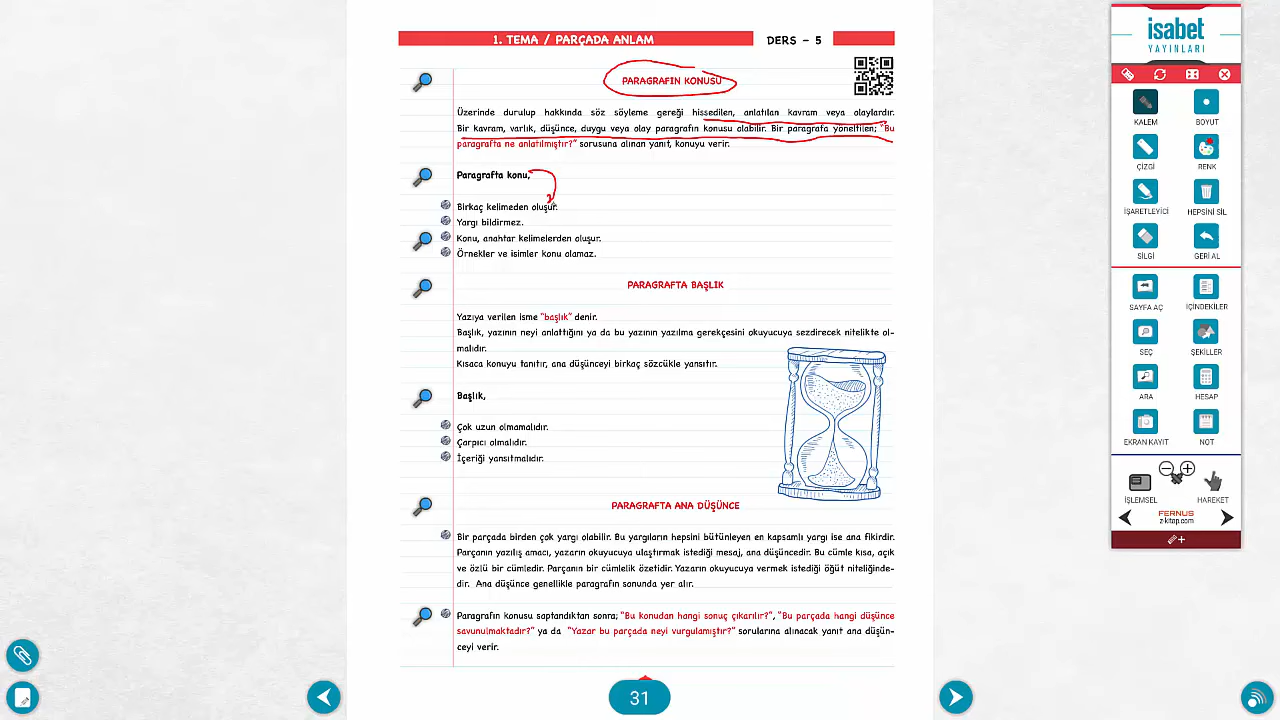 1. TEMA / PARÇADA ANLAM
DERS - 5
PARAGRAFIN KONUSU
Üzerinde durulup hakkında söz söyleme gereği hissedilen, anlatılan kavram veya olaylardır.
Bir kavram, varlık, düşünce, duygu veya olay paragrafın konusu olabilir. Bir paragrafa yöneltilen; "Bu
paragrafta ne anlatılmıştır?" sorusuna alınan yanıt, konuyu verir.
Paragrafta konu,
Birkaç kelimeden oluşur.
Yargı bildirmez.
Konu, anahtar kelimelerden oluşur.
Örnekler ve isimler konu olamaz.
PARAGRAFTA BAŞLIK
Yazıya verilen isme "başlık" denir.
Başlık, yazının neyi anlattığını ya da bu yazının yazılma gerekçesini okuyucuya sezdirecek nitelikte ol-
malıdır.
Kısaca konuyu tanıtır, ana düşünceyi birkaç sözcükle yansıtır.
Başlık,
Çok uzun olmamalıdır.
Çarpıcı olmalıdır.
İçeriği yansıtmalıdır.
PARAGRAFTA ANA DÜŞÜNCE
Bir parçada birden çok yargı olabilir. Bu yargıların hepsini bütünleyen en kapsamlı yargı ise ana fikirdir.
Parçanın yazılış amacı, yazarın okuyucuya ulaştırmak istediği mesaj, ana düşüncedir. Bu cümle kısa, açık
ve özlü bir cümledir. Parçanın bir cümlelik özetidir. Yazarın okuyucuya vermek istediği öğüt niteliğinde-
dir. Ana düşünce genellikle paragrafın sonunda yer alır.
Paragrafın konusu saptandıktan sonra; "Bu konudan hangi sonuç çıkarılır?", "Bu parçada hangi düşünce
savunulmaktadır?" ya da "Yazar bu parçada neyi vurgulamıştır?" sorularına alınacak yanıt ana düşün-
ceyi verir.
31
isabet
YAYINLARI
KALEM
BOYUT
ÇİZGİ
RENK
İŞARETLEYİCİ
HEPSİNİ SİL
SİLGİ
GERİ AL
SAYFA AÇ
İÇİNDEKİLER
SEÇ
ŞEKİLLER
ARA
HESAP
EKRAN KAYIT
NOT
İŞLEMSEL
HAREKET
FERNUS
z-kitap.com